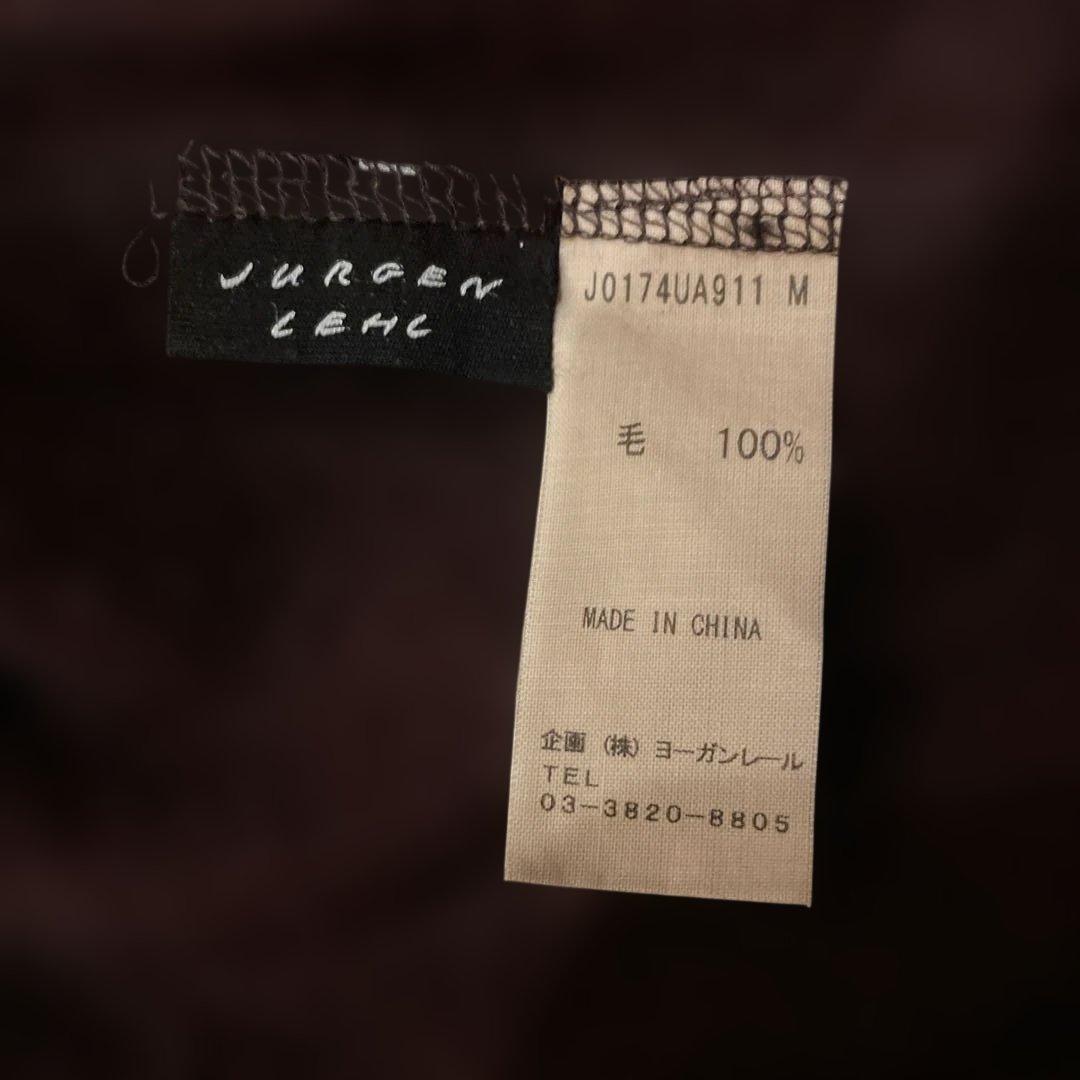 JURGEN
LEHL
J0174UA911 M
毛 100%
MADE IN CHINA
企画 (株) ヨーガンレール
TEL
03-3820-8805